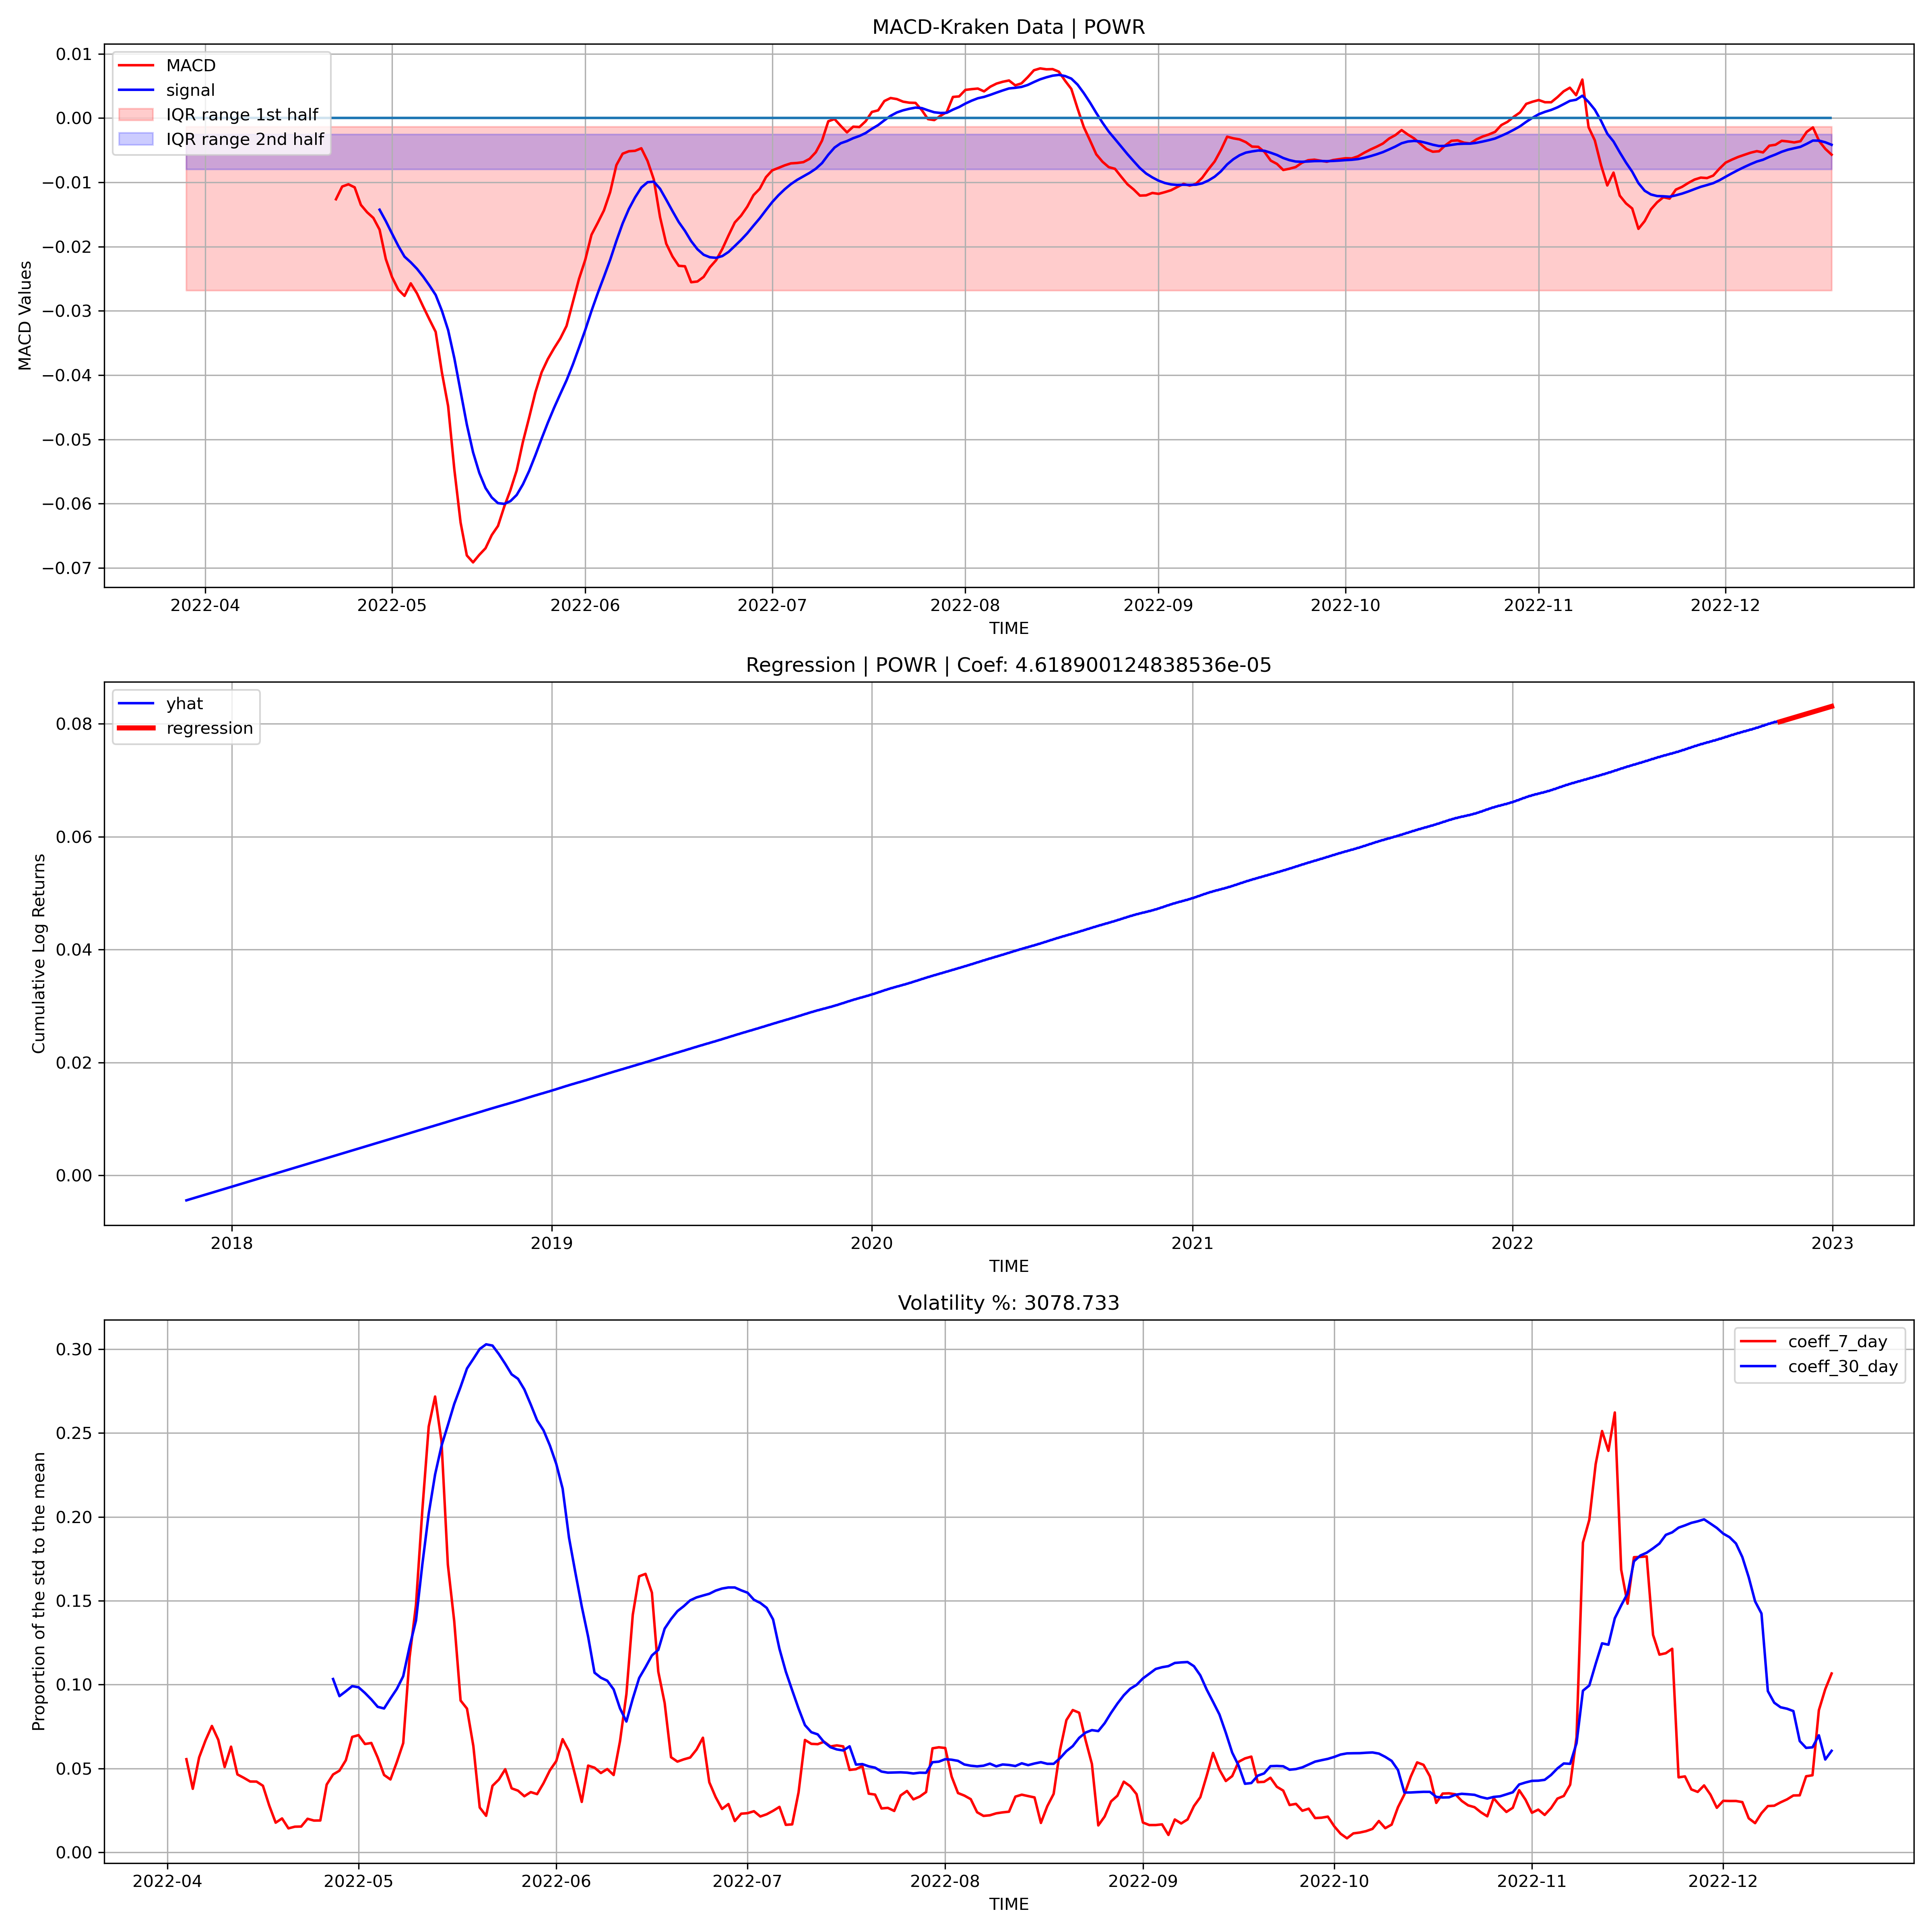 MACD-Kraken Data | POWR
MACD
signal
IQR range 1st half
IQR range 2nd half
0.01
0.00
−0.01
−0.02
−0.03
−0.04
−0.05
−0.06
−0.07
MACD Values
2022-04 2022-05 2022-06 2022-07 2022-08 2022-09 2022-10 2022-11 2022-12
TIME
Regression | POWR | Coef: 4.618900124838536e-05
yhat
regression
0.08
0.06
0.04
0.02
0.00
Cumulative Log Returns
2018 2019 2020 2021 2022 2023
TIME
Volatility %: 3078.733
coeff_7_day
coeff_30_day
0.30
0.25
0.20
0.15
0.10
0.05
0.00
Proportion of the std to the mean
2022-04 2022-05 2022-06 2022-07 2022-08 2022-09 2022-10 2022-11 2022-12
TIME